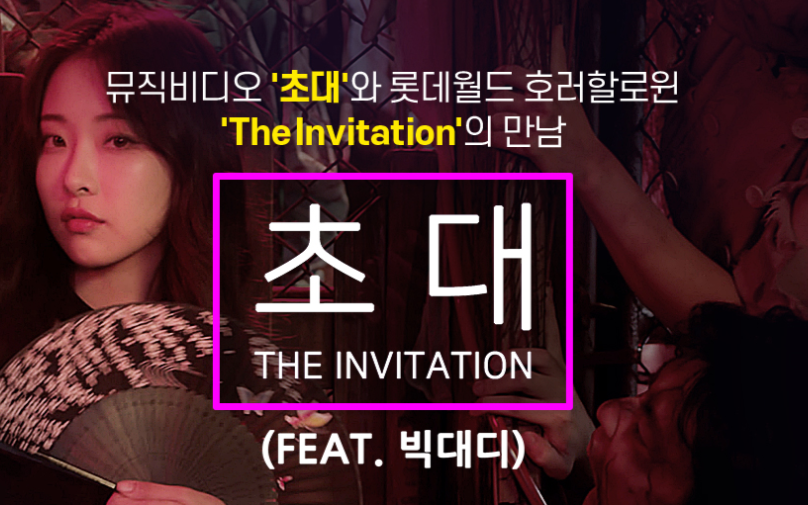 뮤직비디오 '초대'와 롯데월드 호러할로윈
'The Invitation'의 만남
초 대
THE INVITATION
(FEAT. 빅대디)